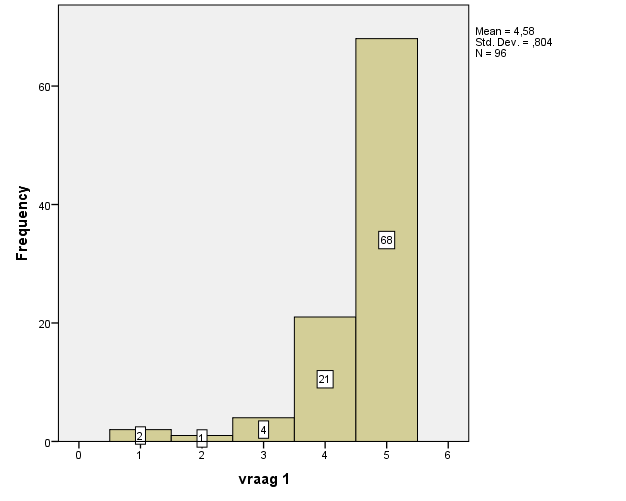 Mean = 4,58
Std. Dev. = ,804
N = 96
Frequency
60
40
20
0
68
21
4
2
1
0 1 2 3 4 5 6
vraag 1